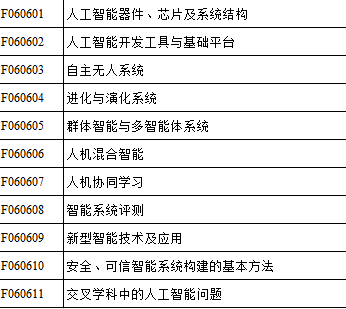 F060601 人工智能器件、芯片及系统结构
F060602 人工智能开发工具与基础平台
F060603 自主无人系统
F060604 进化与演化系统
F060605 群体智能与多智能体系统
F060606 人机混合智能
F060607 人机协同学习
F060608 智能系统评测
F060609 新型智能技术及应用
F060610 安全、可信智能系统构建的基本方法
F060611 交叉学科中的人工智能问题